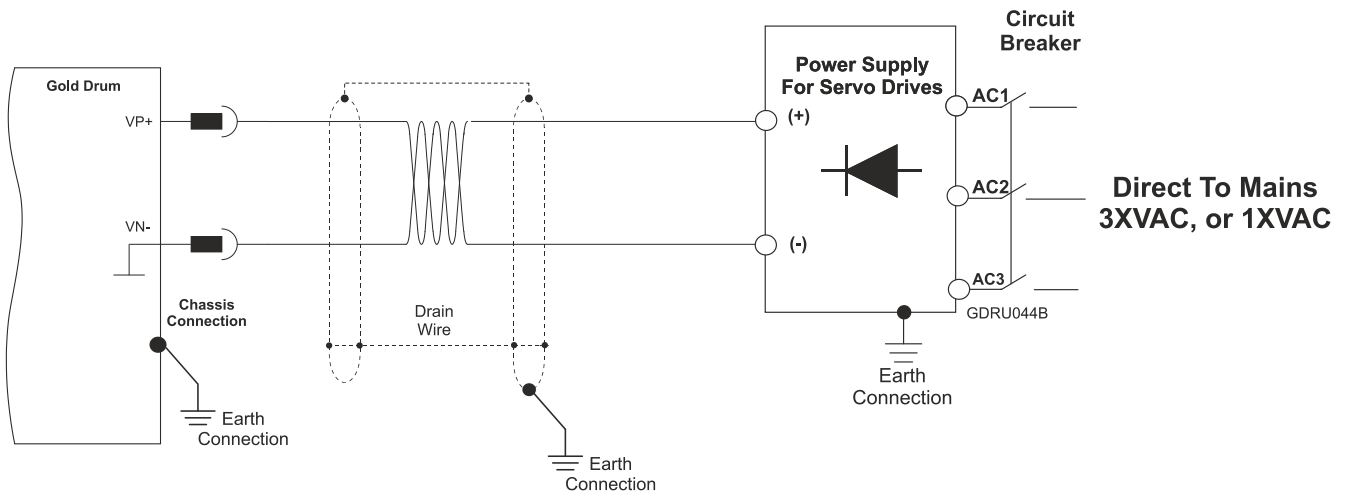 Circuit
Breaker
Gold Drum
Power Supply
For Servo Drives
VP+
(+)
AC1
AC2
Direct To Mains
3XVAC, or 1XVAC
VN-
(-)
AC3
GDRU044B
Chassis
Connection
Drain
Wire
Earth
Connection
Earth
Connection
Earth
Connection